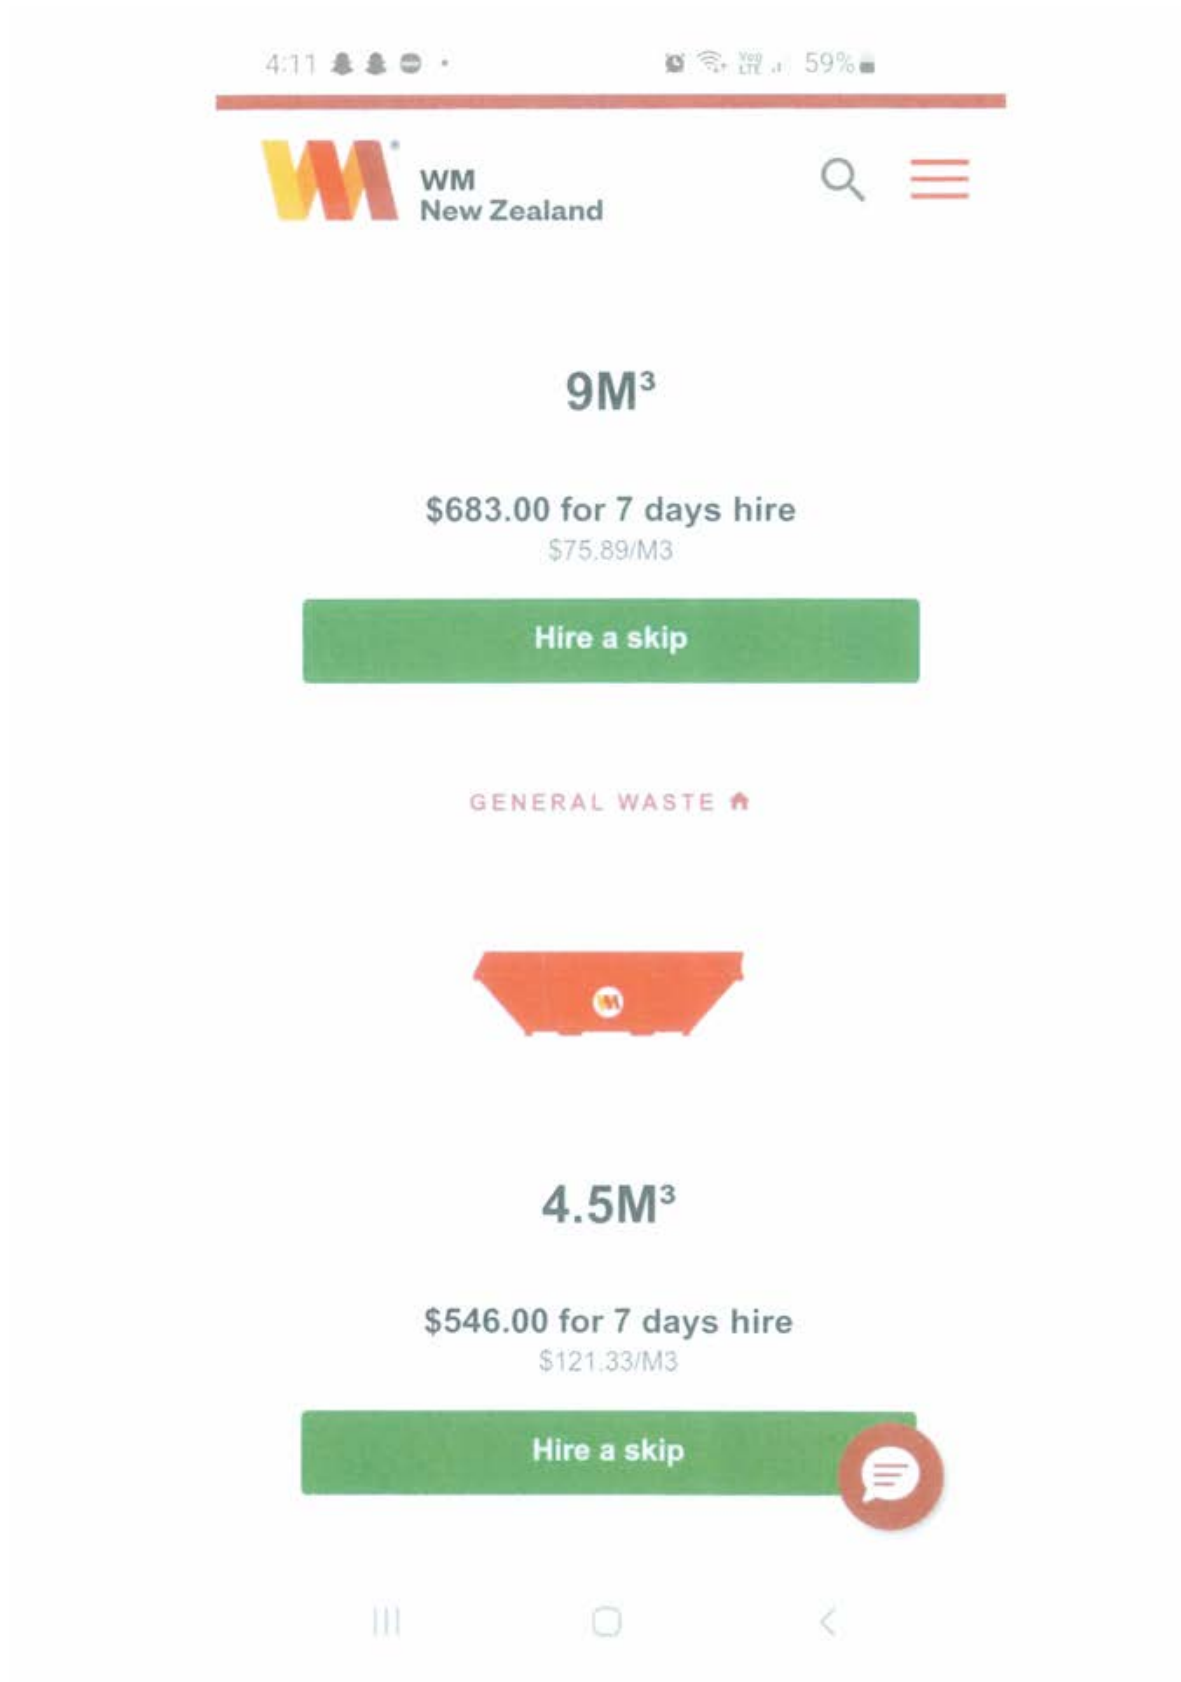 4:11
59%
WM
New Zealand
9M³
$683.00 for 7 days hire
$75.89/M3
Hire a skip
GENERAL WASTE
4.5M³
$546.00 for 7 days hire
$121.33/M3
Hire a skip